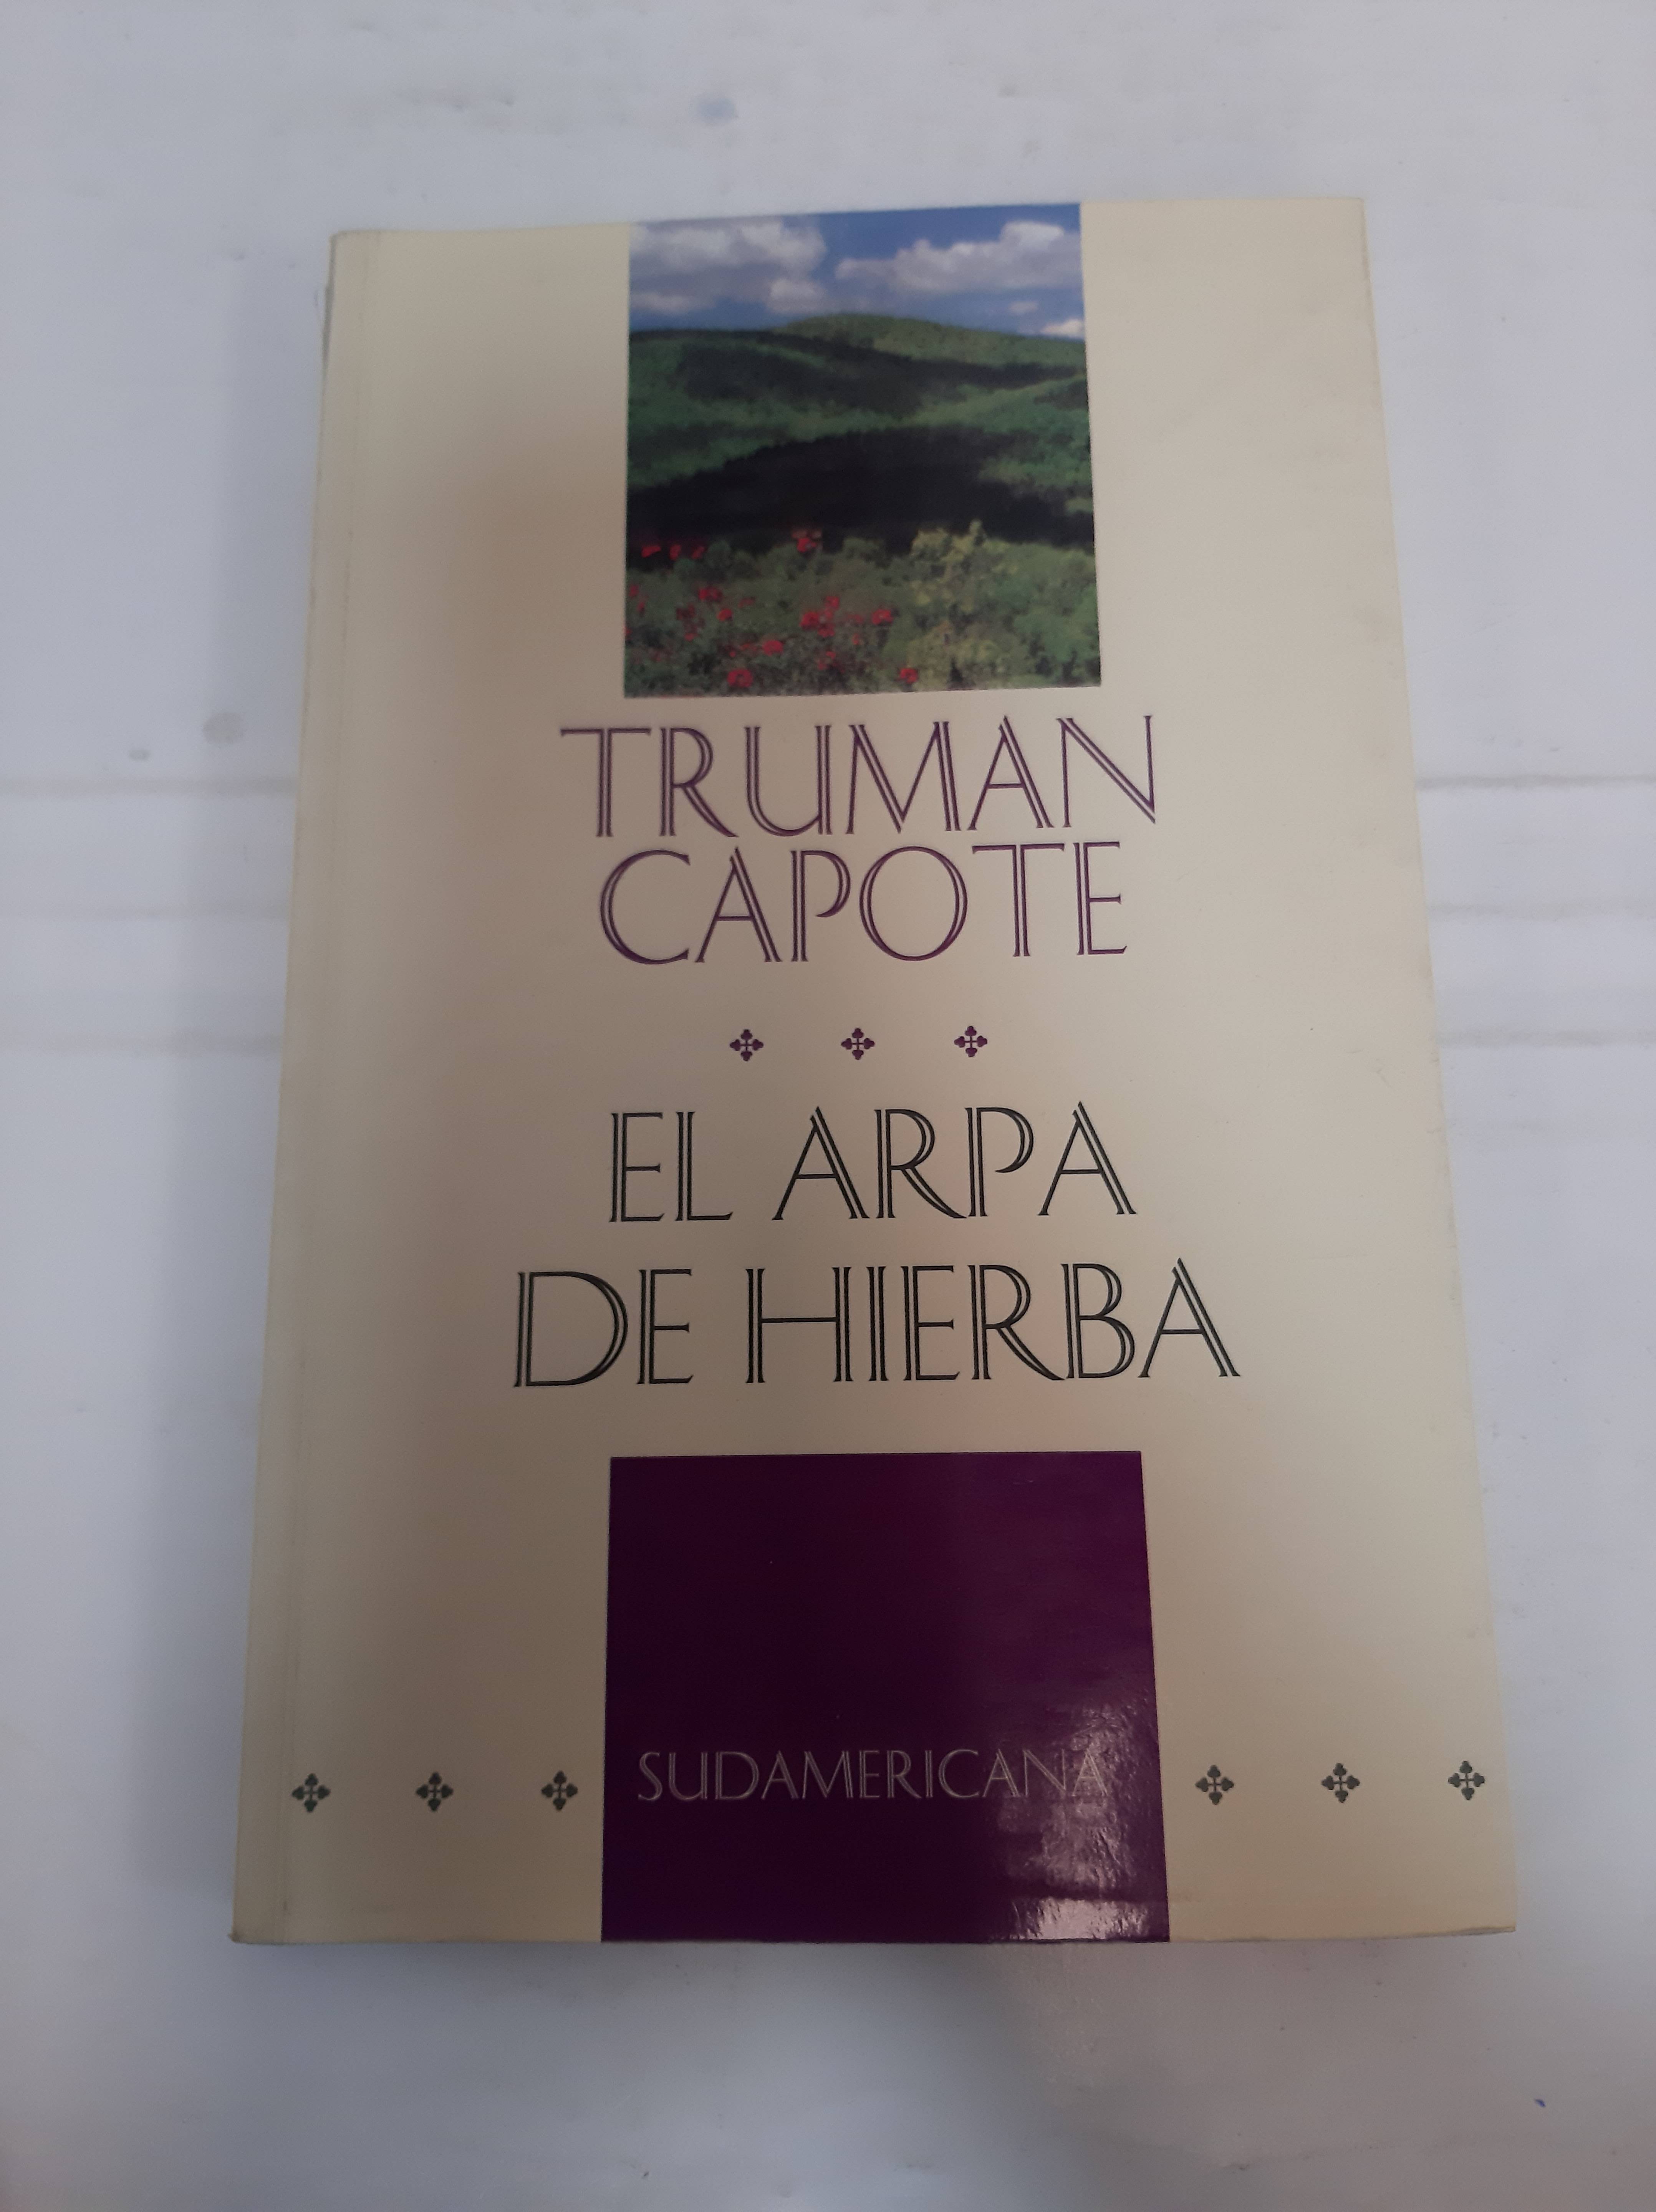 TRUMAN
CAPOTE
EL ARPA
DE HIERBA
SUDAMERICANA